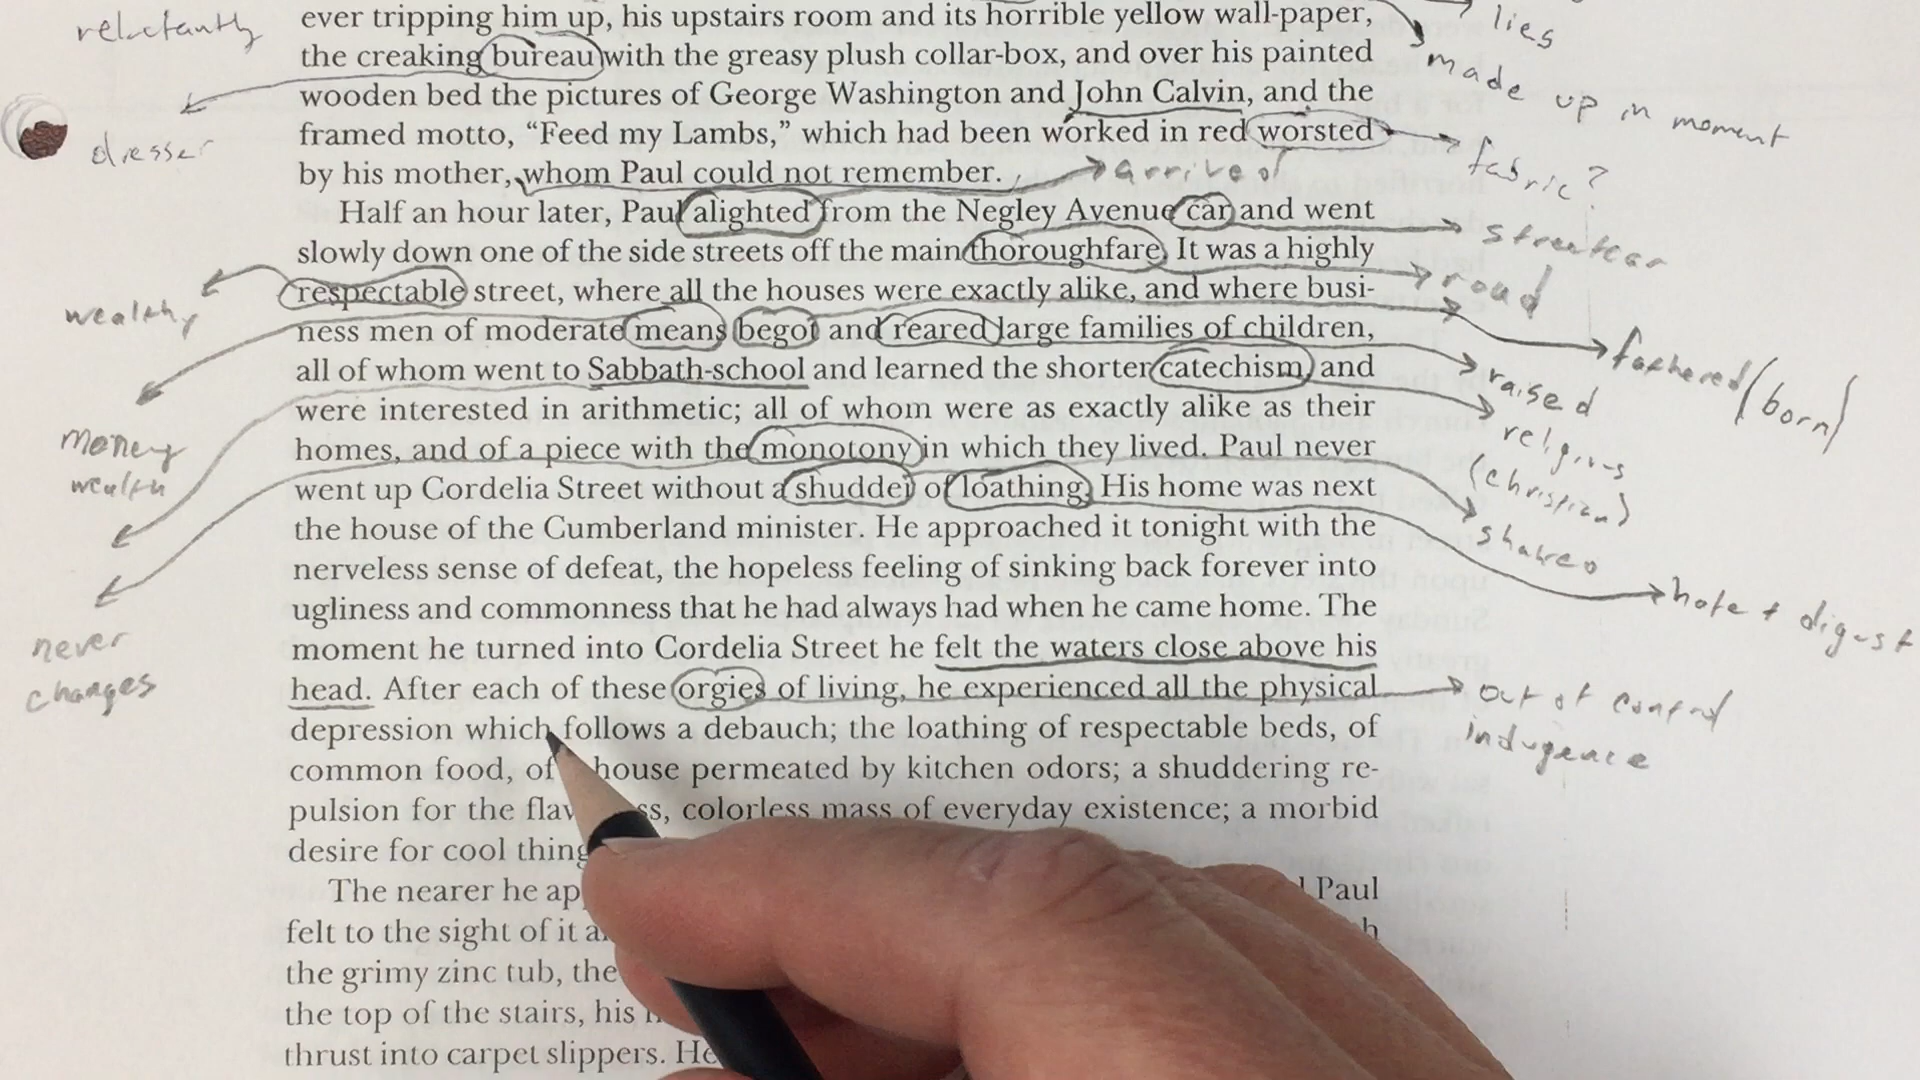 reluctantly
lies
made up in moment
ever tripping him up, his upstairs room and its horrible yellow wall-paper,
the creaking bureau with the greasy plush collar-box, and over his painted
wooden bed the pictures of George Washington and John Calvin, and the
dresser
framed motto, “Feed my Lambs,” which had been worked in red worsted
fabric?
by his mother, whom Paul could not remember.
arrived
Half an hour later, Paul alighted from the Negley Avenue car and went
streetcar
slowly down one of the side streets off the main thoroughfare. It was a highly
road
wealthy
respectable street, where all the houses were exactly alike, and where busi-
ness men of moderate means begot and reared large families of children,
fathered/(born)
all of whom went to Sabbath-school and learned the shorter catechism, and
raised
were interested in arithmetic; all of whom were as exactly alike as their
religius
(christian)
money
wealth
homes, and of a piece with the monotony in which they lived. Paul never
went up Cordelia Street without a shudder of loathing. His home was next
the house of the Cumberland minister. He approached it tonight with the
nerveless sense of defeat, the hopeless feeling of sinking back forever into
hate + digust
ugliness and commonness that he had always had when he came home. The
never
changes
moment he turned into Cordelia Street he felt the waters close above his
head. After each of these orgies of living, he experienced all the physical
out of control
indugence
depression which follows a debauch; the loathing of respectable beds, of
common food, of house permeated by kitchen odors; a shuddering re-
pulsion for the flav ss, colorless mass of everyday existence; a morbid
desire for cool thing
The nearer he ap Paul
felt to the sight of it a h
the grimy zinc tub, the
the top of the stairs, his
thrust into carpet slippers. He